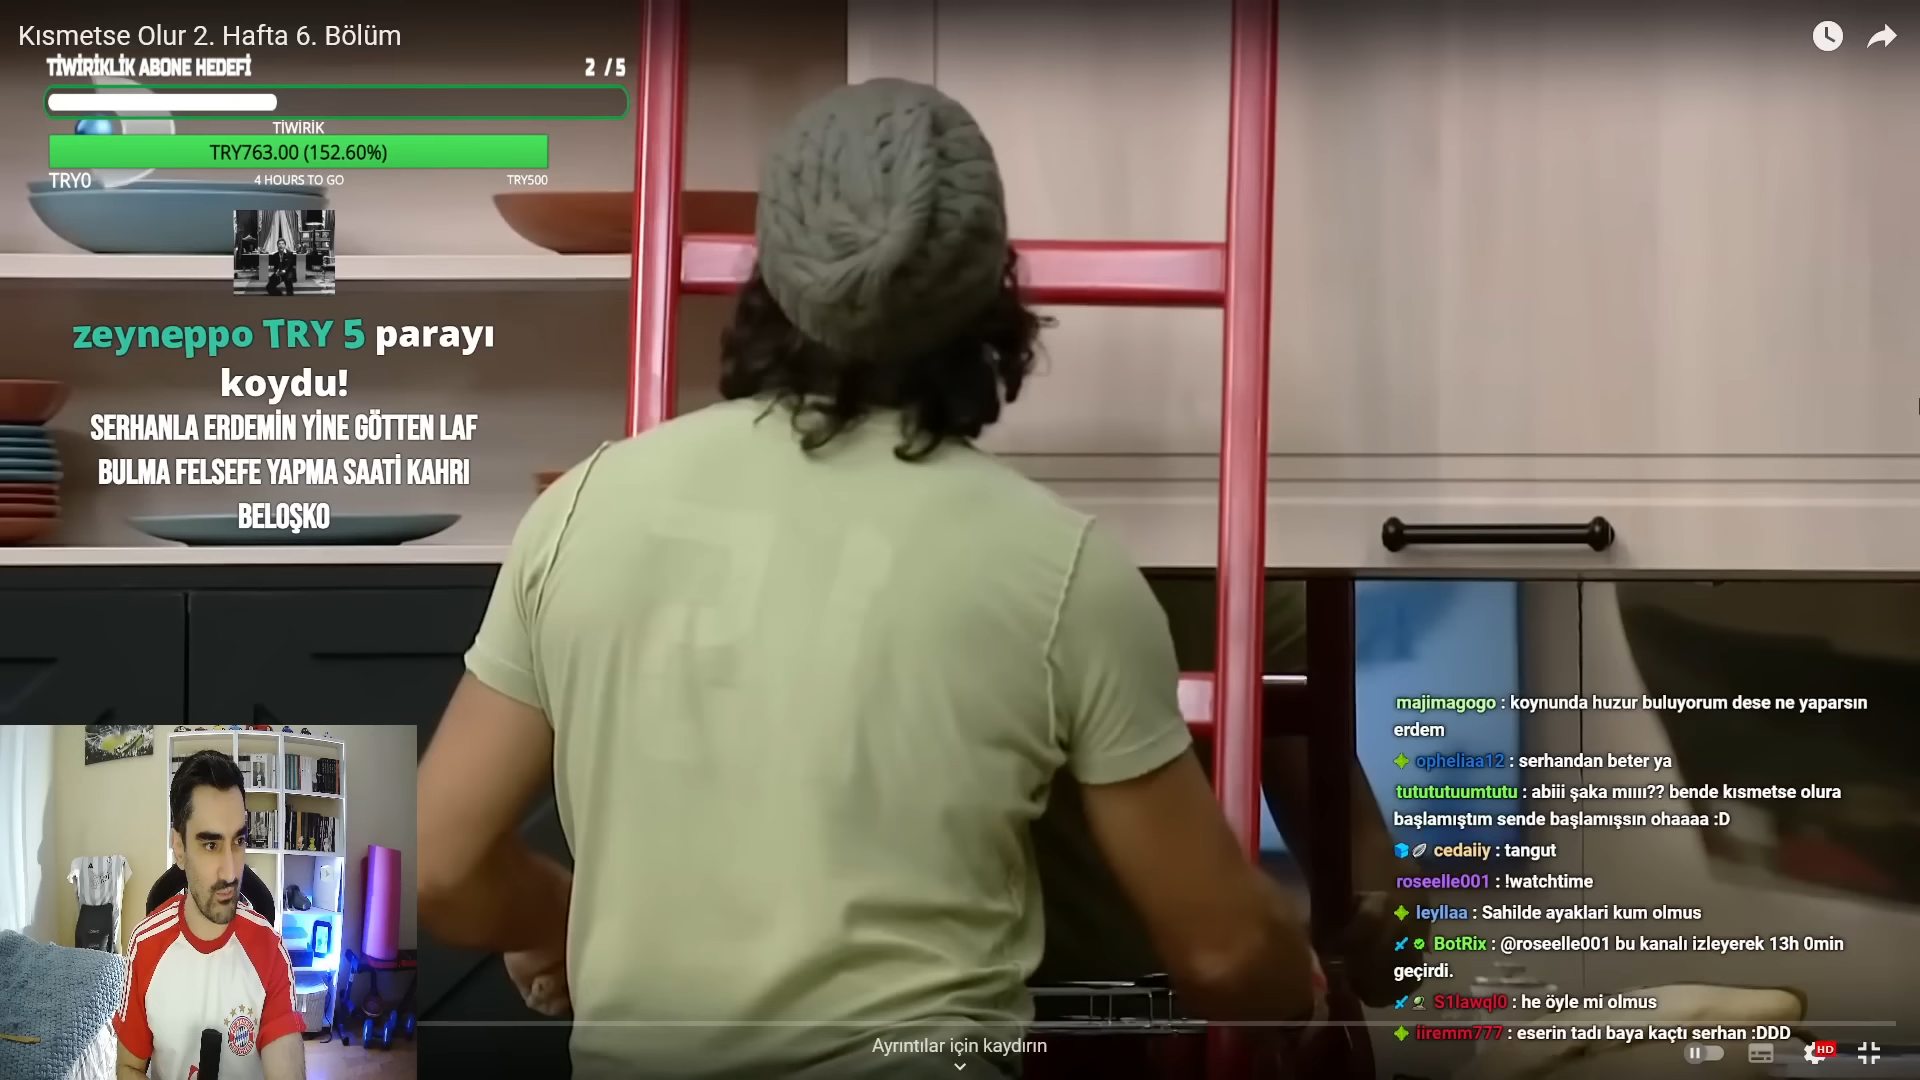 Kısmetse Olur 2. Hafta 6. Bölüm
TİWİRİKLİK ABONE HEDEFİ 2 / 5
TİWİRİK
TRY763.00 (152.60%)
TRY0 4 HOURS TO GO TRY500
zeyneppo TRY 5 parayı
koydu!
SERHANLA ERDEMİN YİNE GÖTTEN LAF
BULMA FELSEFE YAPMA SAATİ KAHRI
BELOŞKO
majimagogo : koynunda huzur buluyorum dese ne yaparsın
erdem
opheliaa12 : serhandan beter ya
tutututuumtutu : abiii şaka mıııı?? bende kısmetse olura
başlamıştım sende başlamışsın ohaaaa :D
cedaiiy : tangut
roseelle001 : !watchtime
leyllaa : Sahilde ayaklari kum olmus
BotRix : @roseelle001 bu kanalı izleyerek 13h 0min
geçirdi.
S1lawql0 : he öyle mi olmus
iiremm777 : eserin tadı baya kaçtı serhan :DDD
Ayrıntılar için kaydırın
HD